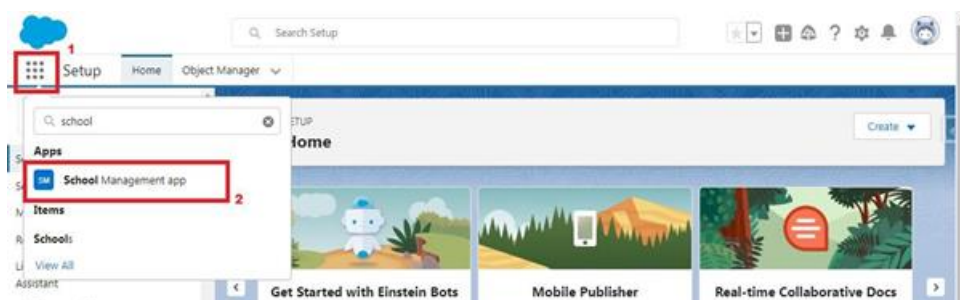 Search Setup
1
Setup Home Object Manager
school
Apps
SM School Management app
2
Items
Schools
View All
Assistant
SETUP
Home
Create
Get Started with Einstein Bots
Mobile Publisher
Real-time Collaborative Docs